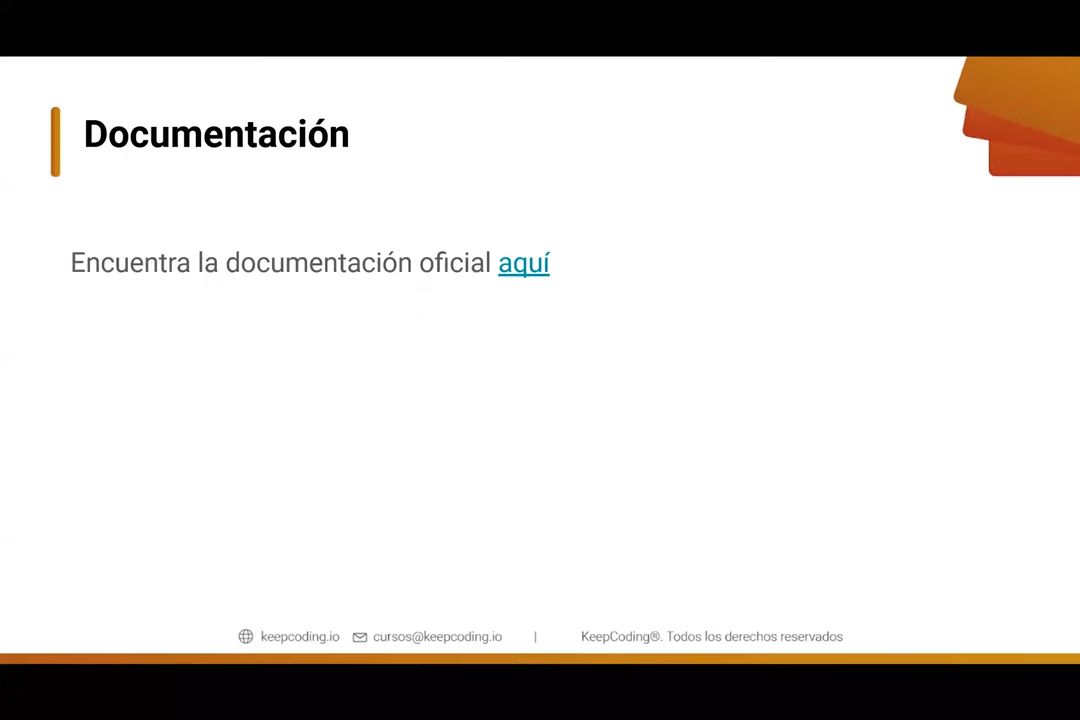 Documentación
Encuentra la documentación oficial aquí
keepcoding.io cursos@keepcoding.io | KeepCoding®. Todos los derechos reservados